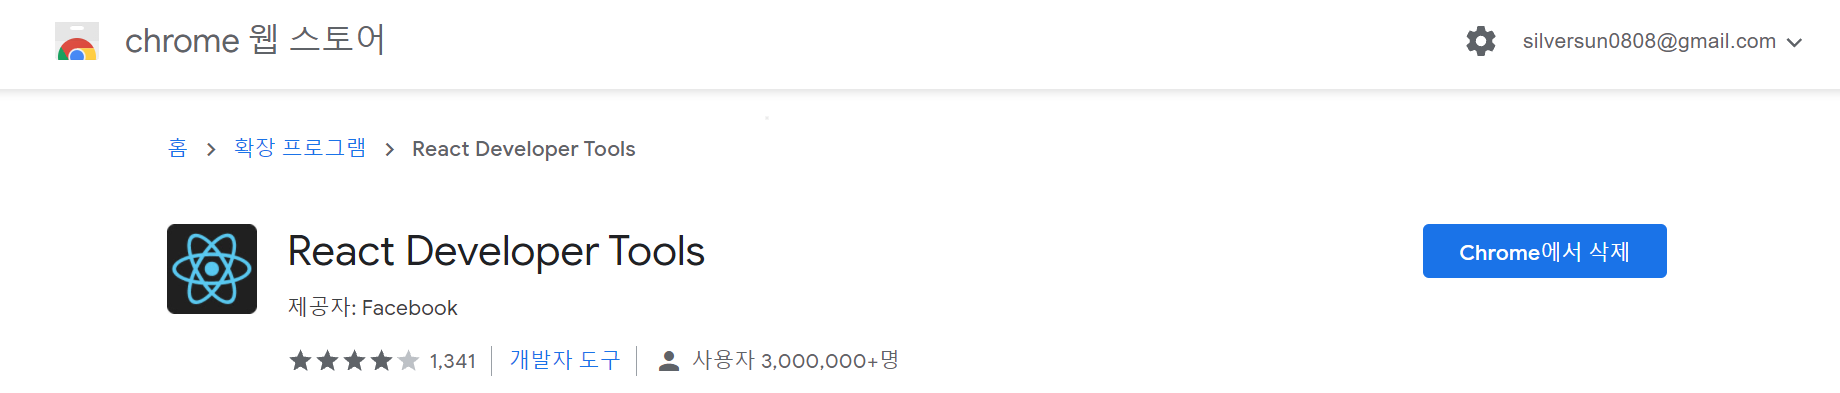 chrome 웹 스토어
silversun0808@gmail.com
홈 > 확장 프로그램 > React Developer Tools
React Developer Tools
Chrome에서 삭제
제공자: Facebook
1,341 | 개발자 도구 | 사용자 3,000,000+명